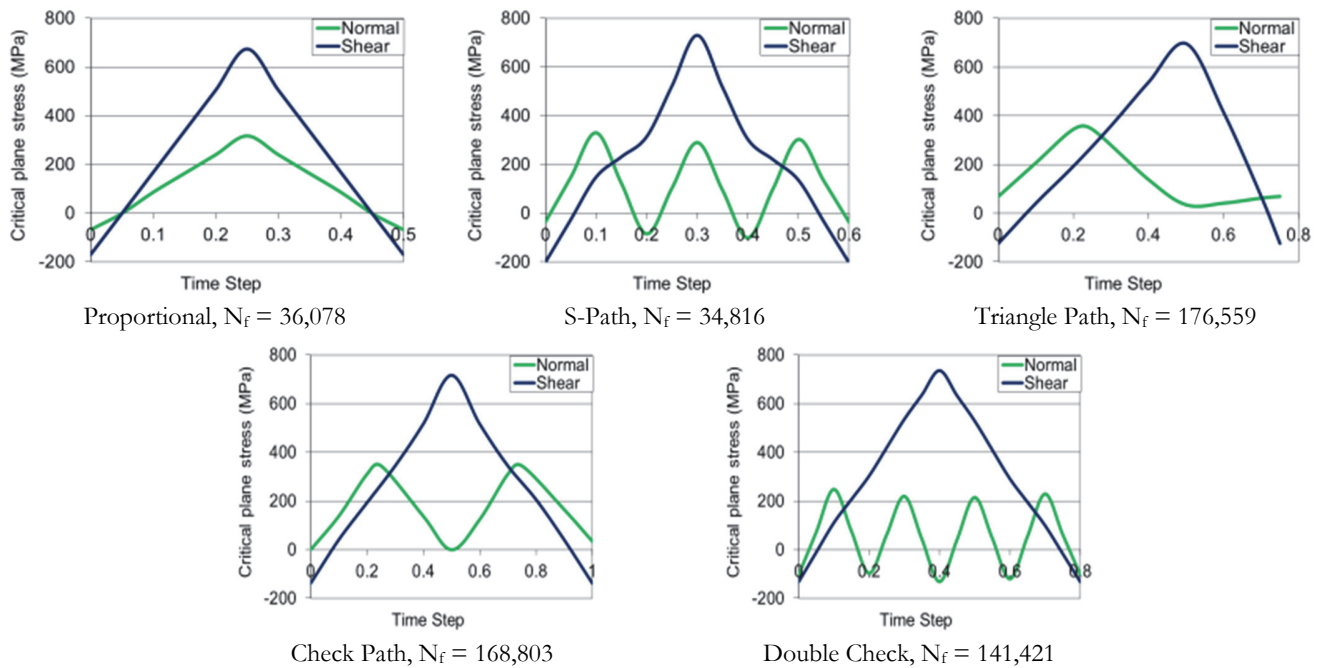 Critical plane stress (MPa)
800
600
400
200
0
-200
0 0.1 0.2 0.3 0.4 0.5
Normal
Shear
Time Step
Proportional, Nf = 36,078
Critical plane stress (MPa)
800
600
400
200
0
-200
0 0.1 0.2 0.3 0.4 0.5 0.6
Normal
Shear
Time Step
S-Path, Nf = 34,816
Critical plane stress (MPa)
800
600
400
200
0
-200
0 0.2 0.4 0.6 0.8
Normal
Shear
Time Step
Triangle Path, Nf = 176,559
Critical plane stress (MPa)
800
600
400
200
0
-200
0 0.2 0.4 0.6 0.8 1
Normal
Shear
Time Step
Check Path, Nf = 168,803
Critical plane stress (MPa)
800
600
400
200
0
-200
0 0.2 0.4 0.6 0.8
Normal
Shear
Time Step
Double Check, Nf = 141,421